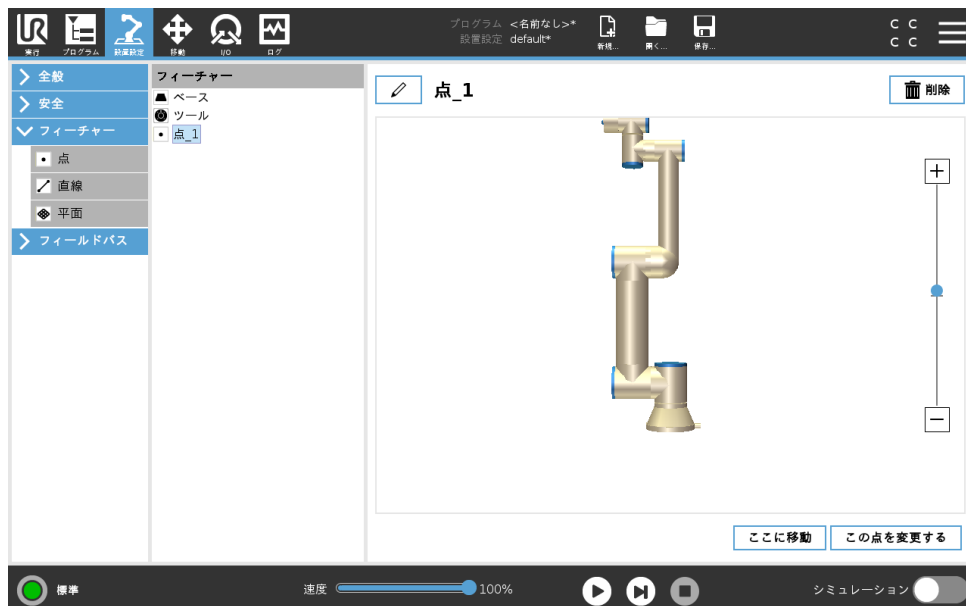 UR
実行
プログラム
設置設定
移動
I/O
ログ
プログラム <名前なし>*
設置設定 default*
新規...
開く...
保存...
C C
C C
全般
安全
フィーチャー
点
直線
平面
フィールドバス
フィーチャー
ベース
ツール
点_1
点_1
削除
ここに移動
この点を変更する
標準
速度
100%
シミュレーション